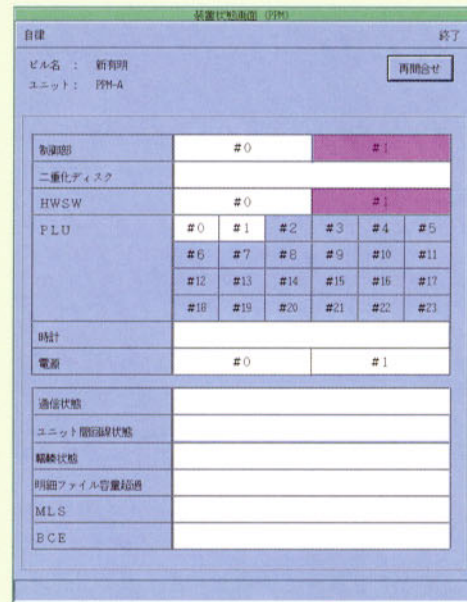 装置状態画面 (PPM)
自律 終了
ビル名 : 新有明 再問合せ
ユニット: PPM-A
制御部 #0 #1
二重化ディスク
HWSW #0 #1
PLU #0 #1 #2 #3 #4 #5
#6 #7 #8 #9 #10 #11
#12 #13 #14 #15 #16 #17
#18 #19 #20 #21 #22 #23
時計
電源 #0 #1
通信状態
ユニット間回線状態
輻輳状態
明細ファイル容量超過
MLS
BCE